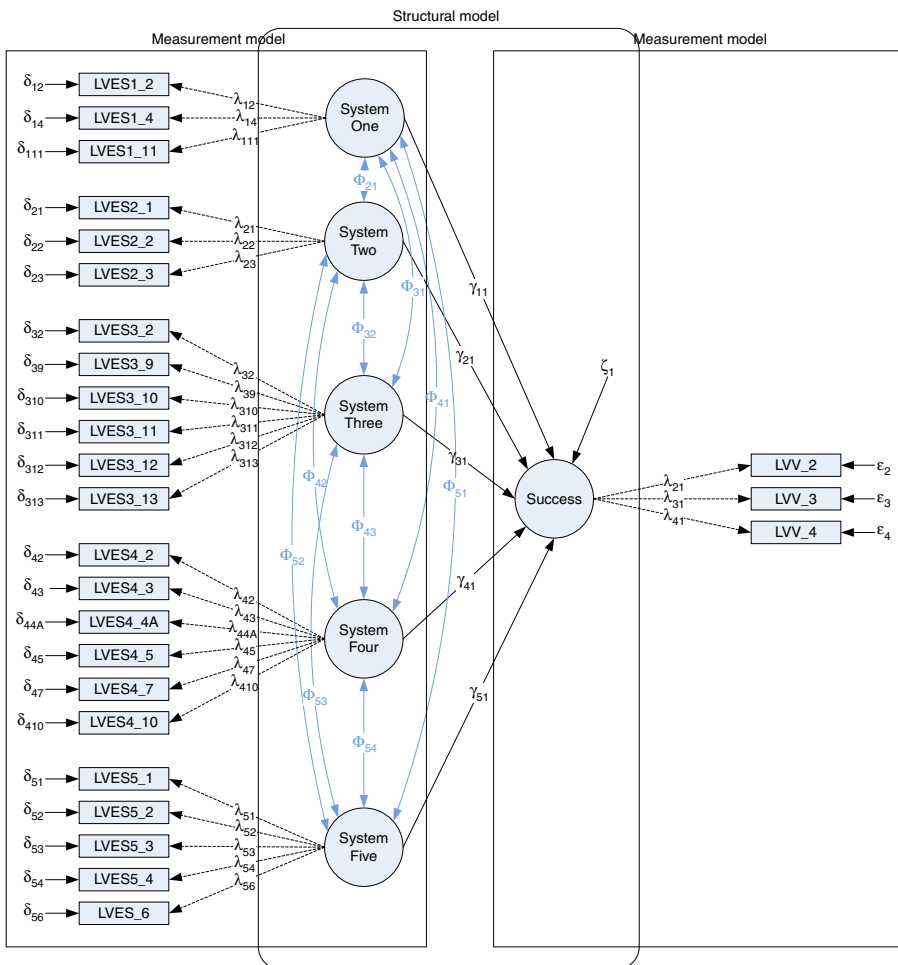 Structural model
Measurement model
Measurement model
δ12
LVES1_2
λ12
δ14
LVES1_4
λ14
δ111
LVES1_11
λ111
System
One
Φ21
δ21
LVES2_1
λ21
δ22
LVES2_2
λ22
δ23
LVES2_3
λ23
System
Two
Φ31
γ11
Φ32
γ21
δ32
LVES3_2
λ32
δ39
LVES3_9
λ39
δ310
LVES3_10
λ310
δ311
LVES3_11
λ311
δ312
LVES3_12
λ312
δ313
LVES3_13
λ313
System
Three
Φ41
ζ1
γ31
Φ42
Φ51
Φ43
Φ52
Success
λ21
LVV_2
ε2
λ31
LVV_3
ε3
λ41
LVV_4
ε4
δ42
LVES4_2
λ42
δ43
LVES4_3
λ43
δ44A
LVES4_4A
λ44A
δ45
LVES4_5
λ45
δ47
LVES4_7
λ47
δ410
LVES4_10
λ410
System
Four
γ41
Φ53
γ51
Φ54
δ51
LVES5_1
λ51
δ52
LVES5_2
λ52
δ53
LVES5_3
λ53
δ54
LVES5_4
λ54
δ56
LVES_6
λ56
System
Five